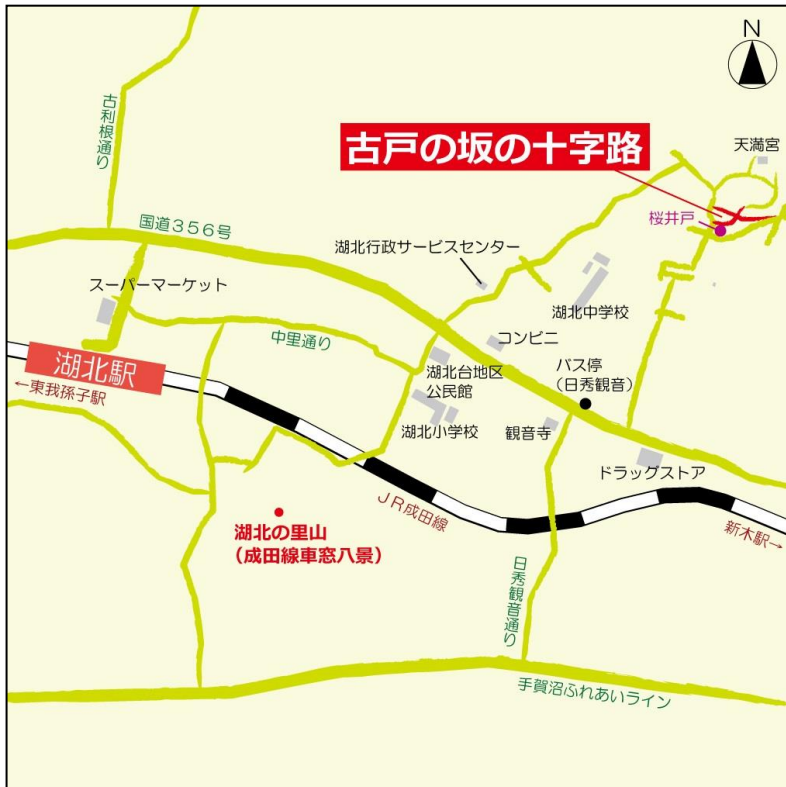 N
古利根通り
古戸の坂の十字路
天満宮
桜井戸
国道３５６号
湖北行政サービスセンター
スーパーマーケット
湖北中学校
中里通り
コンビニ
湖北駅
←東我孫子駅
湖北台地区
公民館
バス停
（日秀観音）
湖北小学校
観音寺
ドラッグストア
ＪＲ成田線
新木駅→
湖北の里山
（成田線車窓八景）
日秀観音通り
手賀沼ふれあいライン